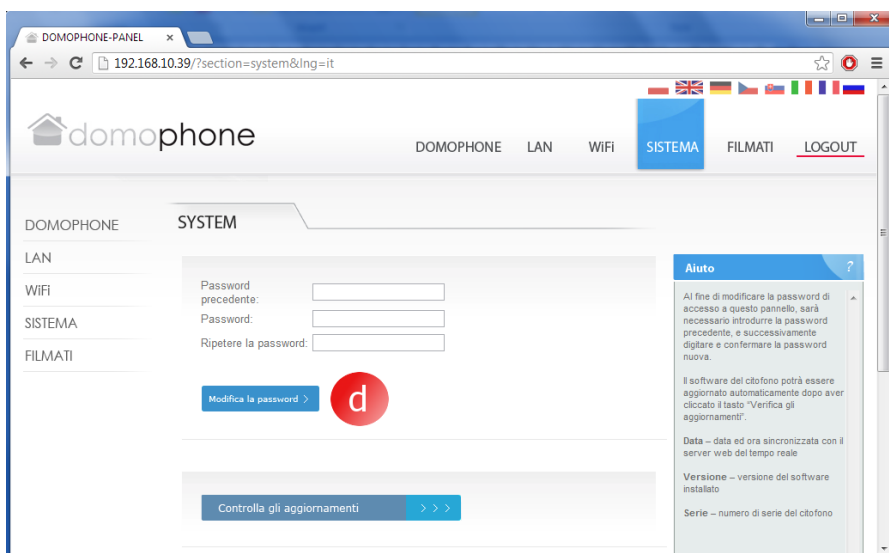 DOMOPHONE-PANEL
192.168.10.39/?section=system&lng=it
domophone
DOMOPHONE LAN WiFi SISTEMA FILMATI LOGOUT
DOMOPHONE
LAN
WiFi
SISTEMA
FILMATI
SYSTEM
Password
precedente:
Password:
Ripetere la password:
Modifica la password >
d
Controlla gli aggiornamenti > > >
Aiuto ?
Al fine di modificare la password di
accesso a questo pannello, sarà
necessario introdurre la password
precedente, e successivamente
digitare e confermare la password
nuova.
Il software del citofono potrà essere
aggiornato automaticamente dopo aver
cliccato il tasto "Verifica gli
aggiornamenti".
Data – data ed ora sincronizzata con il
server web del tempo reale
Versione – versione del software
installato
Serie – numero di serie del citofono